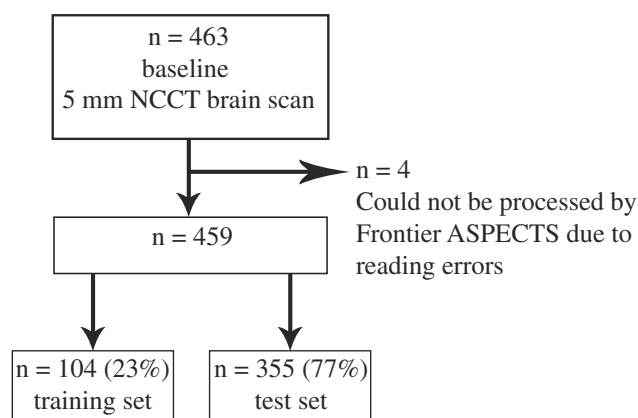 n = 463
baseline
5 mm NCCT brain scan
n = 4
Could not be processed by
Frontier ASPECTS due to
reading errors
n = 459
n = 104 (23%)
training set
n = 355 (77%)
test set